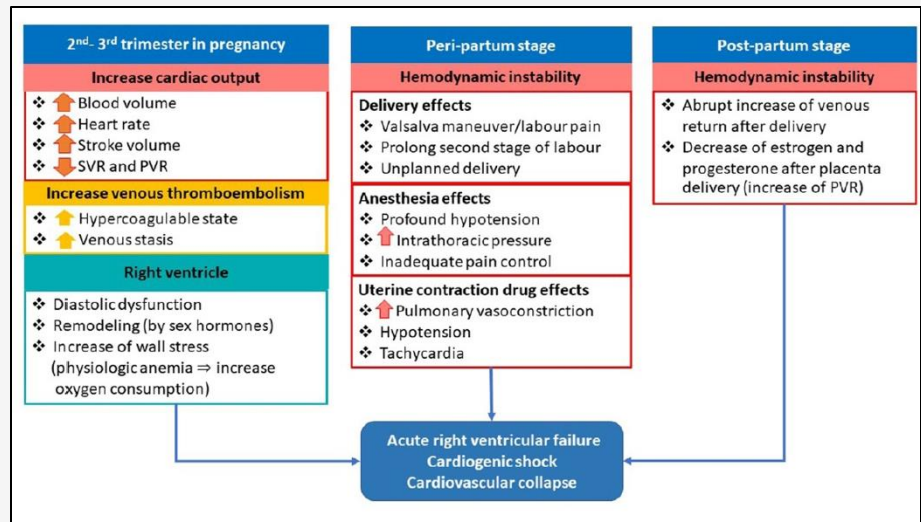 2nd- 3rd trimester in pregnancy
Increase cardiac output
❖ ⬆ Blood volume
❖ ⬆ Heart rate
❖ ⬆ Stroke volume
❖ ⬇ SVR and PVR
Increase venous thromboembolism
❖ ⬆ Hypercoagulable state
❖ ⬆ Venous stasis
Right ventricle
❖ Diastolic dysfunction
❖ Remodeling (by sex hormones)
❖ Increase of wall stress
(physiologic anemia ⇒ increase
oxygen consumption)
Peri-partum stage
Hemodynamic instability
Delivery effects
❖ Valsalva maneuver/labour pain
❖ Prolong second stage of labour
❖ Unplanned delivery
Anesthesia effects
❖ Profound hypotension
❖ ⬆ Intrathoracic pressure
❖ Inadequate pain control
Uterine contraction drug effects
❖ ⬆ Pulmonary vasoconstriction
❖ Hypotension
❖ Tachycardia
Post-partum stage
Hemodynamic instability
❖ Abrupt increase of venous
return after delivery
❖ Decrease of estrogen and
progesterone after placenta
delivery (increase of PVR)
Acute right ventricular failure
Cardiogenic shock
Cardiovascular collapse